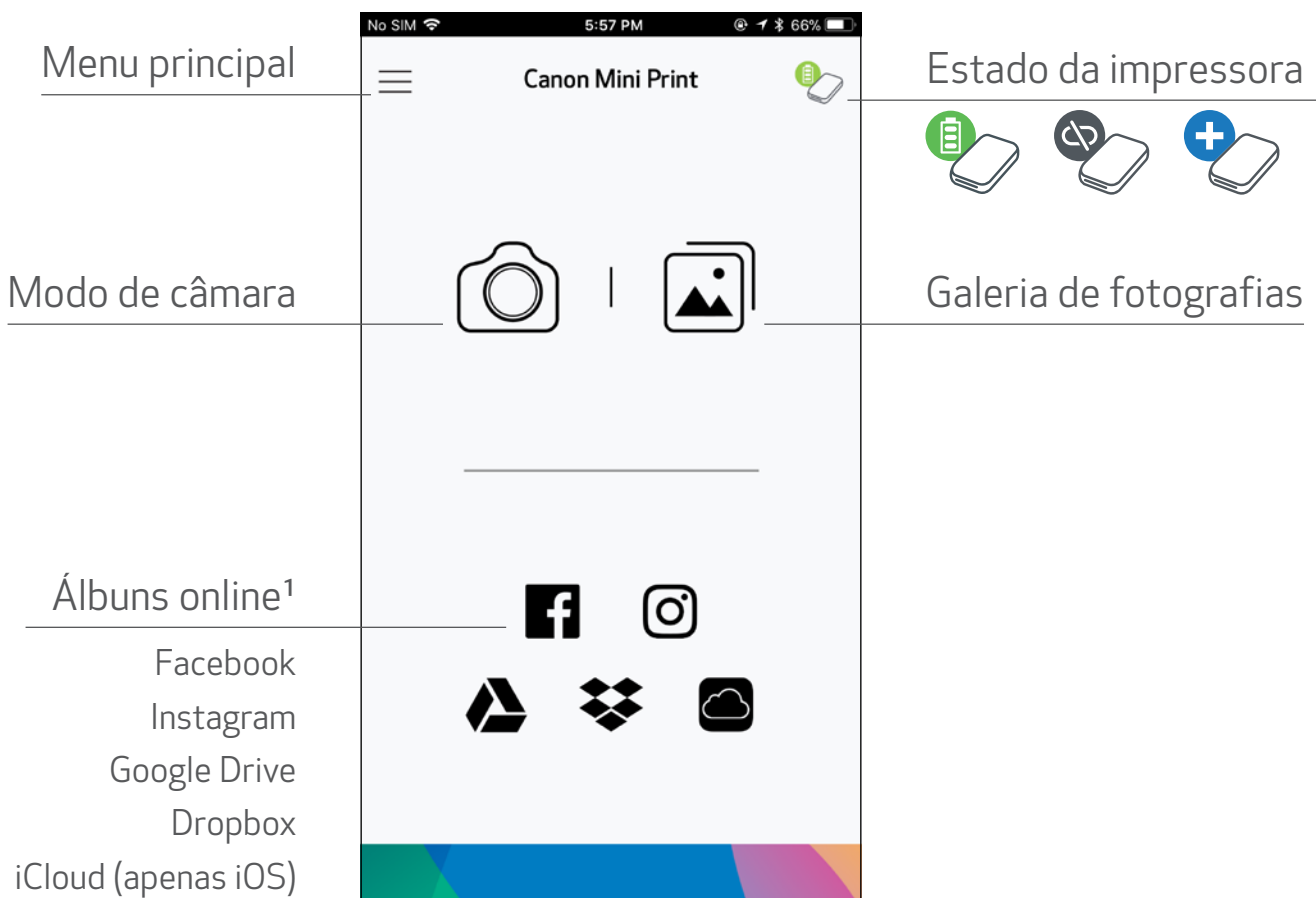 No SIM 5:57 PM 66%
Menu principal
Canon Mini Print
Estado da impressora
Modo de câmara
Galeria de fotografias
Álbuns online¹
Facebook
Instagram
Google Drive
Dropbox
iCloud (apenas iOS)